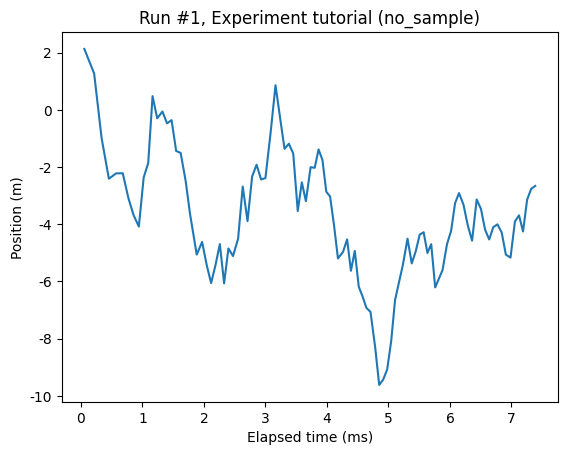 Run #1, Experiment tutorial (no_sample)
2
0
-2
-4
-6
-8
-10
Position (m)
0 1 2 3 4 5 6 7
Elapsed time (ms)